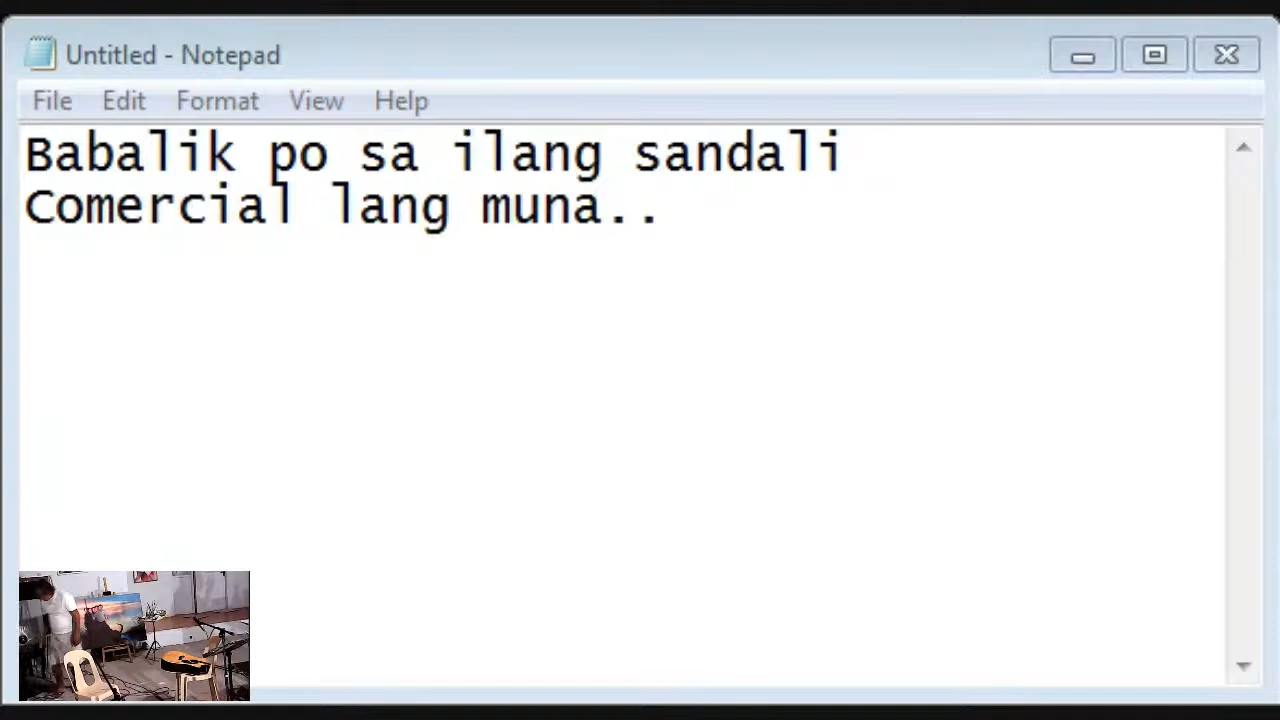 Untitled - Notepad
File Edit Format View Help
Babalik po sa ilang sandali
Comercial lang muna..